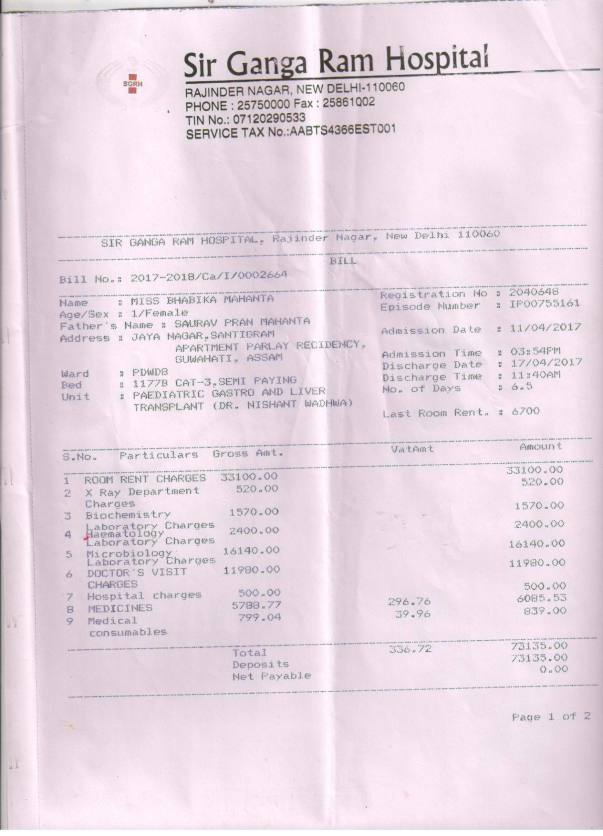 SGRH
Sir Ganga Ram Hospital
RAJINDER NAGAR, NEW DELHI-110060
PHONE : 25750000 Fax : 25861002
TIN No.: 07120290533
SERVICE TAX No.:AABTS4366EST001
SIR GANGA RAM HOSPITAL, Rajinder Nagar, New Delhi 110060
BILL
Bill No.: 2017-2018/Ca/I/0002664
Name : MISS BHABIKA MAHANTA Registration No : 2040648
Age/Sex : 1/Female Episode Number : IP00755161
Father's Name : SAURAV PRAN MAHANTA
Address : JAYA NAGAR,SANTIGRAM Admission Date : 11/04/2017
APARTMENT PARLAY RECIDENCY,
GUWAHATI, ASSAM Admission Time : 03:54PM
Ward : PDWDB Discharge Date : 17/04/2017
Bed : 1177B CAT-3,SEMI PAYING Discharge Time : 11:40AM
Unit : PAEDIATRIC GASTRO AND LIVER No. of Days : 6.5
TRANSPLANT (DR. NISHANT WADHWA)
Last Room Rent. : 6700
S.No. Particulars Gross Amt. VatAmt Amount
1 ROOM RENT CHARGES 33100.00 33100.00
2 X Ray Department 520.00 520.00
Charges
3 Biochemistry 1570.00 1570.00
Laboratory Charges
4 Haematology 2400.00 2400.00
Laboratory Charges
5 Microbiology 16140.00 16140.00
Laboratory Charges
6 DOCTOR'S VISIT 11980.00 11980.00
CHARGES
7 Hospital charges 500.00 500.00
8 MEDICINES 5788.77 296.76 6085.53
9 Medical 799.04 39.96 839.00
consumables
Total 336.72 73135.00
Deposits 73135.00
Net Payable 0.00
Page 1 of 2